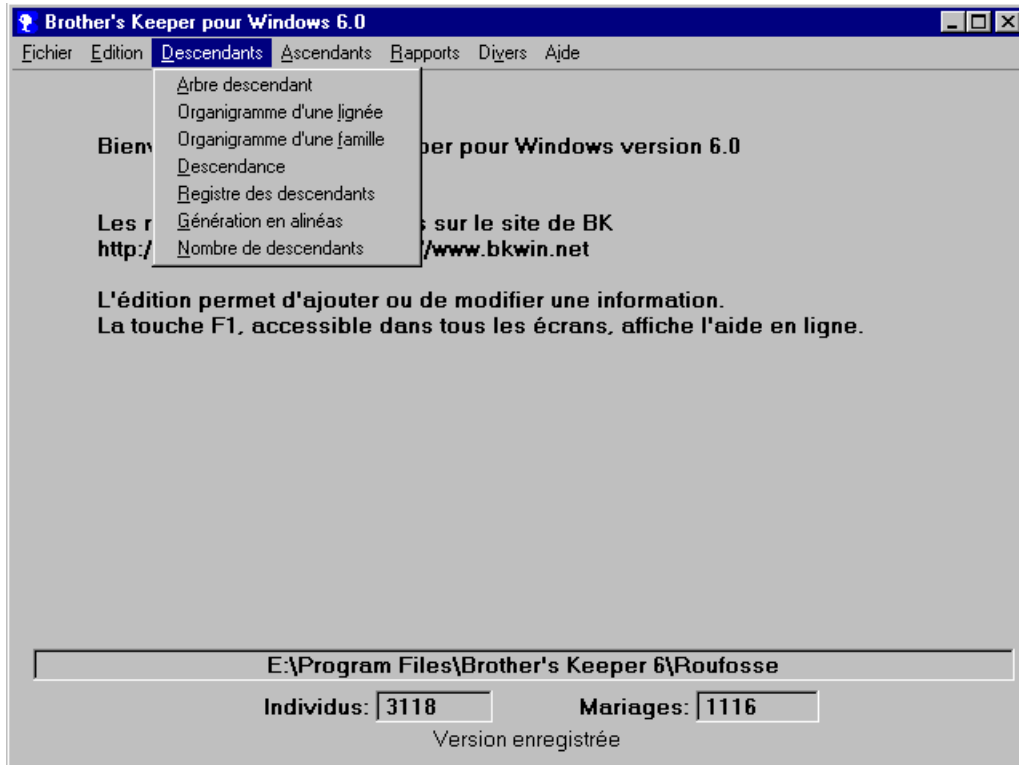 Brother's Keeper pour Windows 6.0
Fichier Edition Descendants Ascendants Rapports Divers Aide
Arbre descendant
Organigramme d'une lignée
Organigramme d'une famille
Descendance
Registre des descendants
Génération en alinéas
Nombre de descendants
pour Windows version 6.0
Les
sur le site de BK
http:/
/www.bkwin.net
L'édition permet d'ajouter ou de modifier une information.
La touche F1, accessible dans tous les écrans, affiche l'aide en ligne.
E:\Program Files\Brother's Keeper 6\Roufosse
Individus: 3118 Mariages: 1116
Version enregistrée